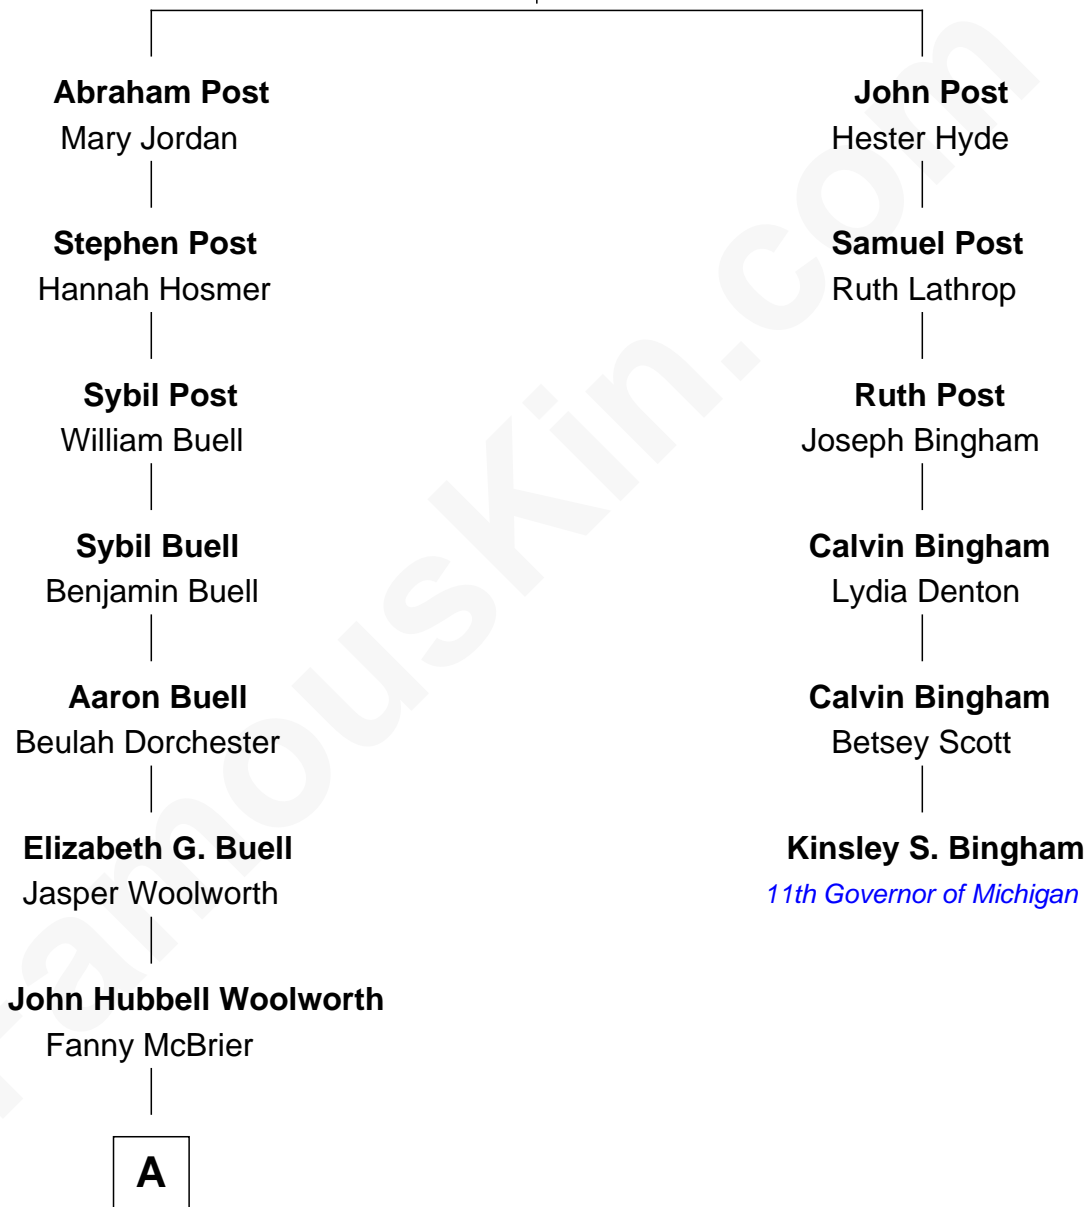 Abraham Post
Mary Jordan
Stephen Post
Hannah Hosmer
Sybil Post
William Buell
Sybil Buell
Benjamin Buell
Aaron Buell
Beulah Dorchester
Elizabeth G. Buell
Jasper Woolworth
John Hubbell Woolworth
Fanny McBrier
A
John Post
Hester Hyde
Samuel Post
Ruth Lathrop
Ruth Post
Joseph Bingham
Calvin Bingham
Lydia Denton
Calvin Bingham
Betsey Scott
Kinsley S. Bingham
11th Governor of Michigan
FamousKin.com